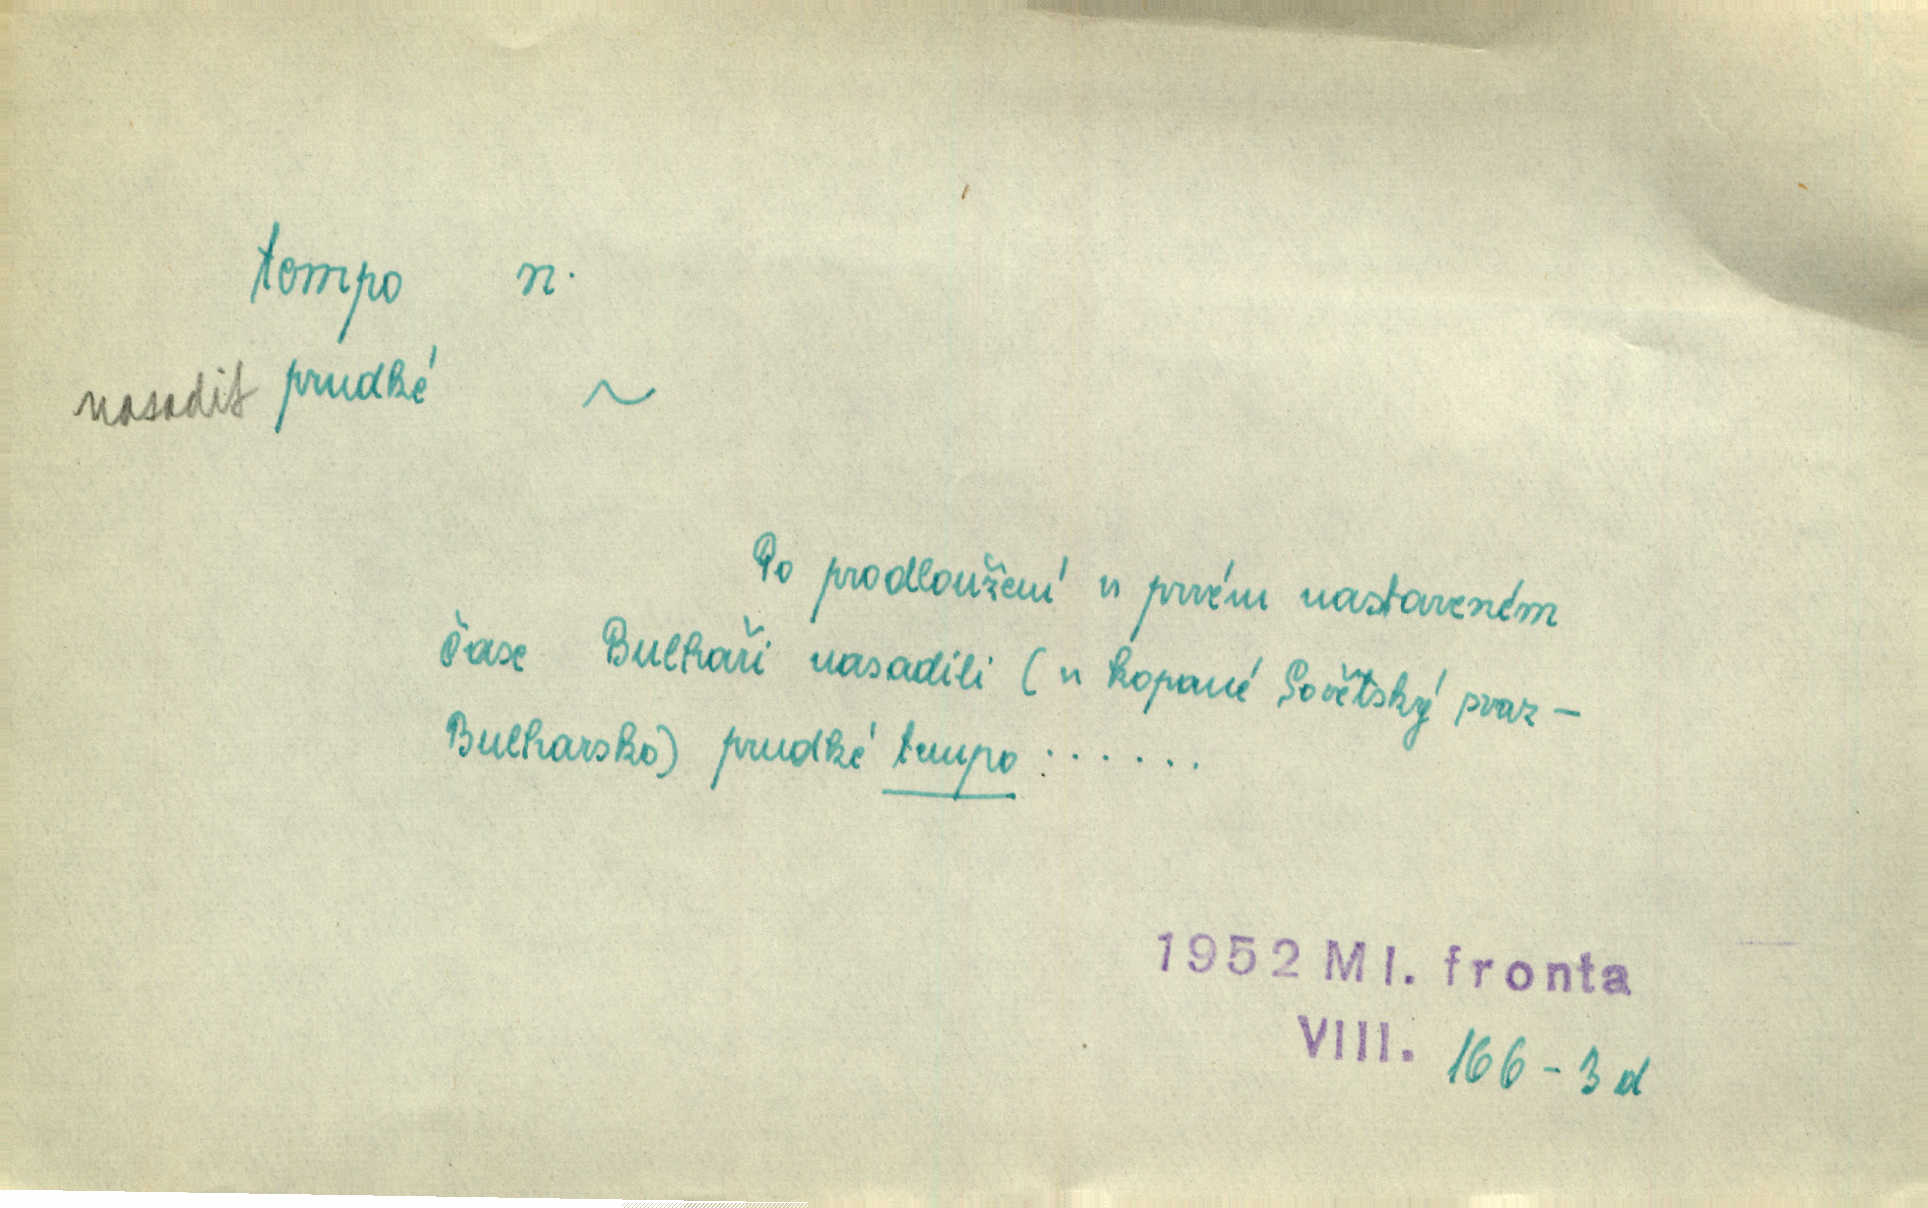 tempo n.
nasadit prudké ~
Po prodloužení v prvém nastaveném
čase Bulhaři nasadili (v kopané Sovětský svaz -
Bulharsko) prudké tempo : . . . . .
1952 Ml. fronta
VIII. 166 - 3 d